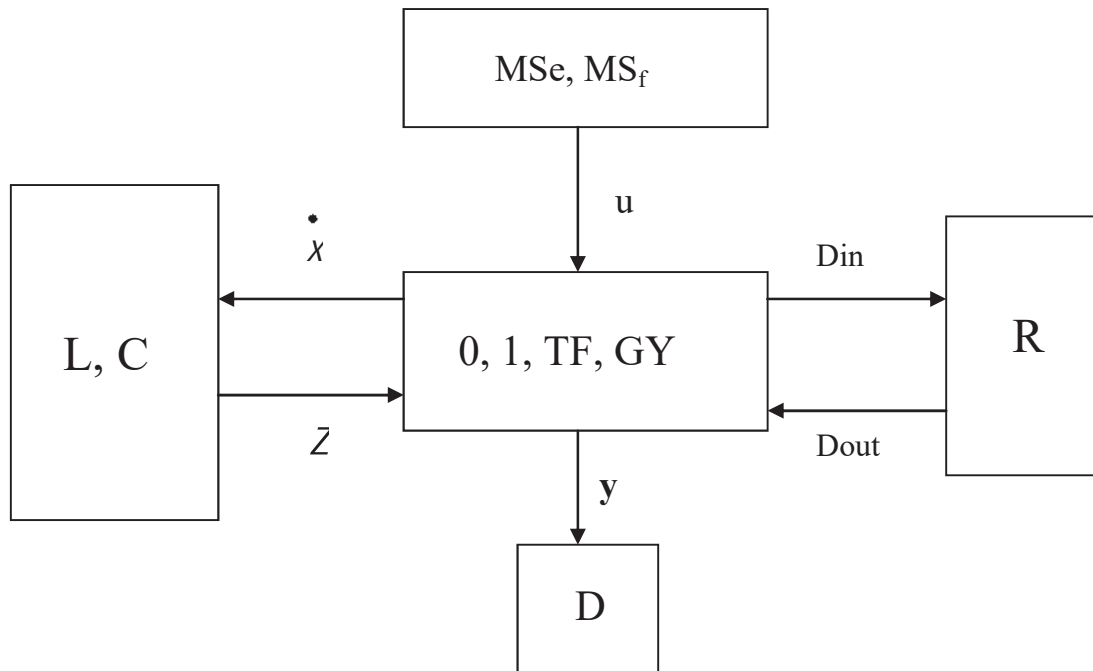 MSe, MSf
u
ẋ
Din
L, C
0, 1, TF, GY
R
Z
Dout
y
D